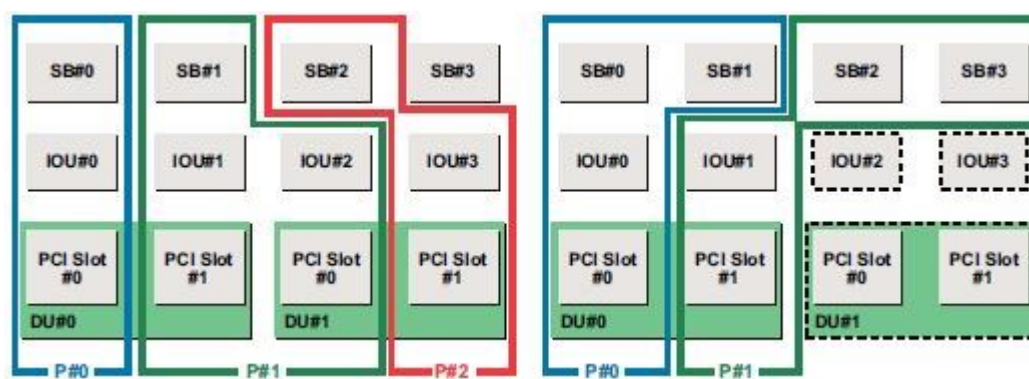 SB#0 SB#1 SB#2 SB#3 SB#0 SB#1 SB#2 SB#3
IOU#0 IOU#1 IOU#2 IOU#3 IOU#0 IOU#1 IOU#2 IOU#3
PCI Slot PCI Slot PCI Slot PCI Slot PCI Slot PCI Slot PCI Slot PCI Slot
#0 #1 #0 #1 #0 #1 #0 #1
DU#0 DU#1 DU#0 DU#1
P#0 P#1 P#2 P#0 P#1